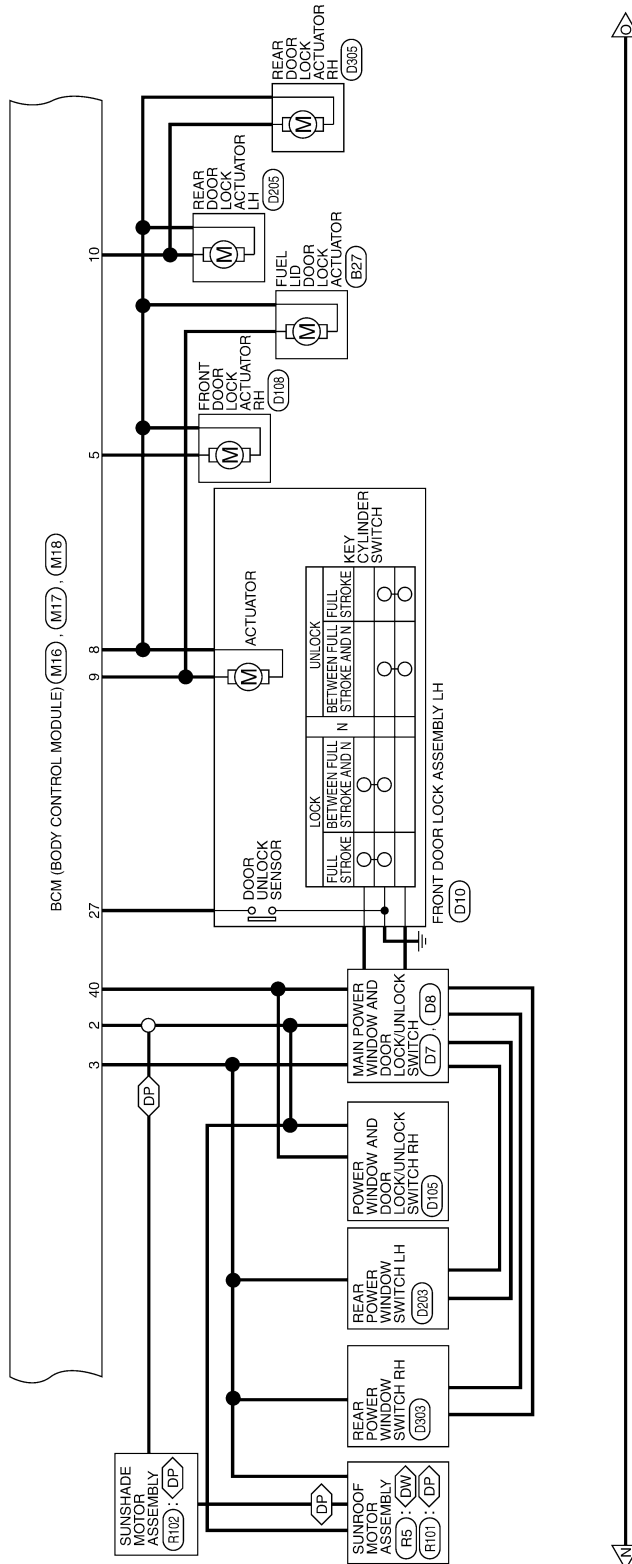 BCM (BODY CONTROL MODULE) M16 , M17 , M18
3
2
40
27
9
8
5
10
DP
SUNSHADE
MOTOR
ASSEMBLY
R102 : DP
DP
SUNROOF
MOTOR
ASSEMBLY
R5 : DW
R101 : DP
REAR
POWER
WINDOW
SWITCH RH
D303
REAR
POWER
WINDOW
SWITCH LH
D203
POWER
WINDOW AND
DOOR
LOCK/UNLOCK
SWITCH RH
D105
MAIN POWER
WINDOW AND
DOOR
LOCK/UNLOCK
SWITCH
D7 , D8
DOOR
UNLOCK
SENSOR
M
ACTUATOR
LOCK
N
UNLOCK
FULL
STROKE
BETWEEN FULL
STROKE AND N
BETWEEN FULL
STROKE AND N
FULL
STROKE
KEY
CYLINDER
SWITCH
FRONT DOOR LOCK ASSEMBLY LH
D10
M
FRONT
DOOR
LOCK
ACTUATOR
RH
D108
M
FUEL
LID
DOOR
LOCK
ACTUATOR
B27
M
REAR
DOOR
LOCK
ACTUATOR
LH
D205
M
REAR
DOOR
LOCK
ACTUATOR
RH
D305
N
O